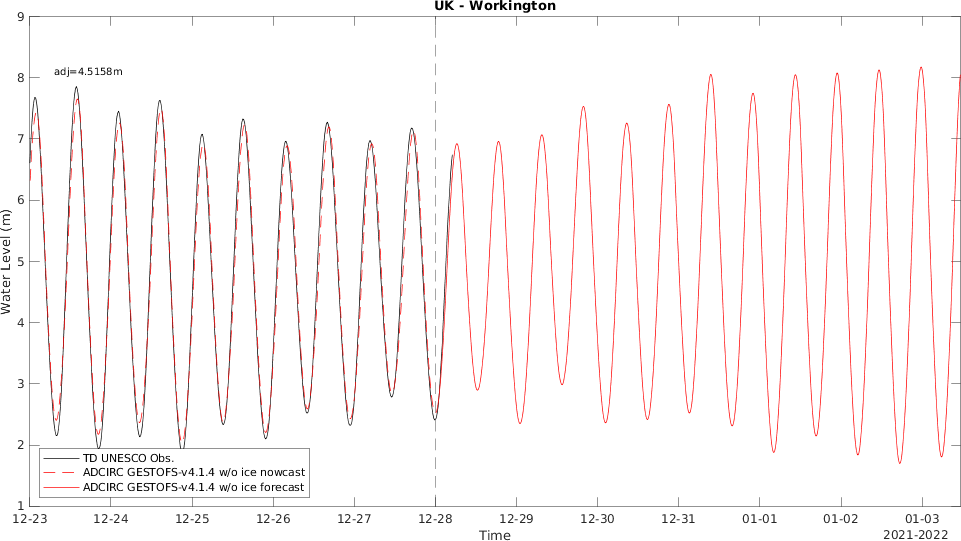 UK - Workington
adj=4.5158m
9
8
7
6
5
4
3
2
1
Water Level (m)
TD UNESCO Obs.
ADCIRC GESTOFS-v4.1.4 w/o ice nowcast
ADCIRC GESTOFS-v4.1.4 w/o ice forecast
12-23 12-24 12-25 12-26 12-27 12-28 12-29 12-30 12-31 01-01 01-02 01-03
Time
2021-2022